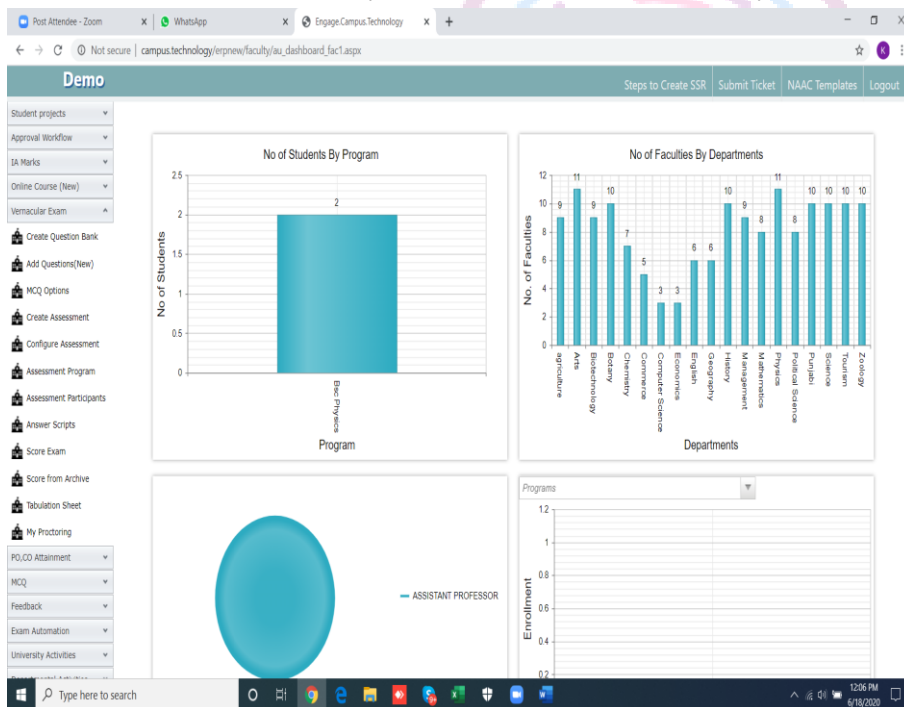 Post Attendee - Zoom
WhatsApp
Engage.Campus.Technology
Not secure | campus.technology/erpnew/faculty/au_dashboard_fac1.aspx
K
Demo
Steps to Create SSR
Submit Ticket
NAAC Templates
Logout
Student projects
Approval Workflow
IA Marks
Online Course (New)
Vernacular Exam
Create Question Bank
Add Questions(New)
MCQ Options
Create Assessment
Configure Assessment
Assessment Program
Assessment Participants
Answer Scripts
Score Exam
Score from Archive
Tabulation Sheet
My Proctoring
PO,CO Attainment
MCQ
Feedback
Exam Automation
University Activities
Departmental Activities
No of Students By Program
No of Students
2.5
2
1.5
1
0.5
0
2
Bsc Physics
Program
No of Faculties By Departments
No. of Faculties
12
10
8
6
4
2
0
9
11
9
10
7
5
3
3
6
6
10
9
8
11
8
10
10
10
10
agriculture
Arts
Biotechnology
Botany
Chemistry
Commerce
Computer Science
Economics
English
Geography
History
Management
Mathematics
Physics
Political Science
Punjabi
Science
Tourism
Zoology
Departments
ASSISTANT PROFESSOR
Programs
Enrollment
1.2
1
0.8
0.6
0.4
0.2
Type here to search
12:06 PM
6/18/2020